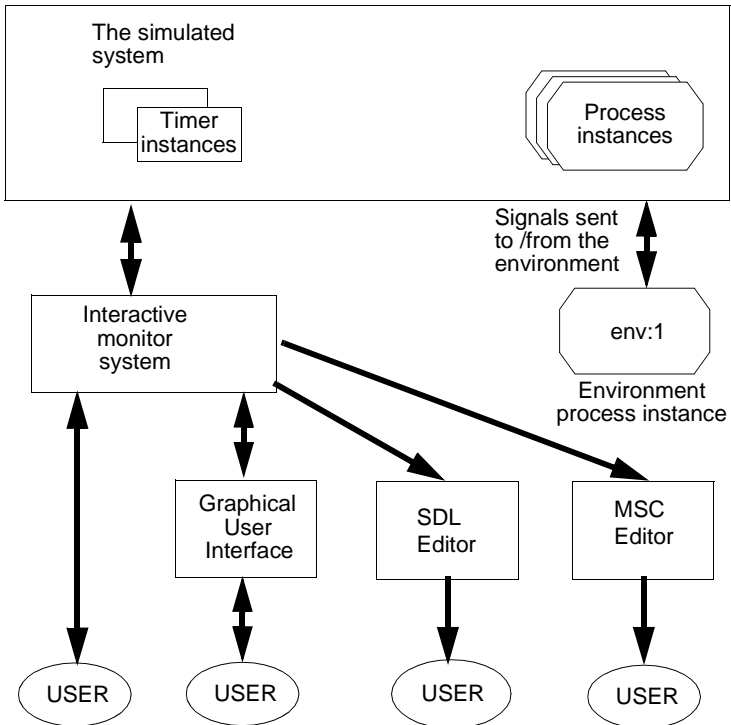 The simulated
system
Timer
instances
Process
instances
Signals sent
to /from the
environment
Interactive
monitor
system
env:1
Environment
process instance
Graphical
User
Interface
SDL
Editor
MSC
Editor
USER
USER
USER
USER